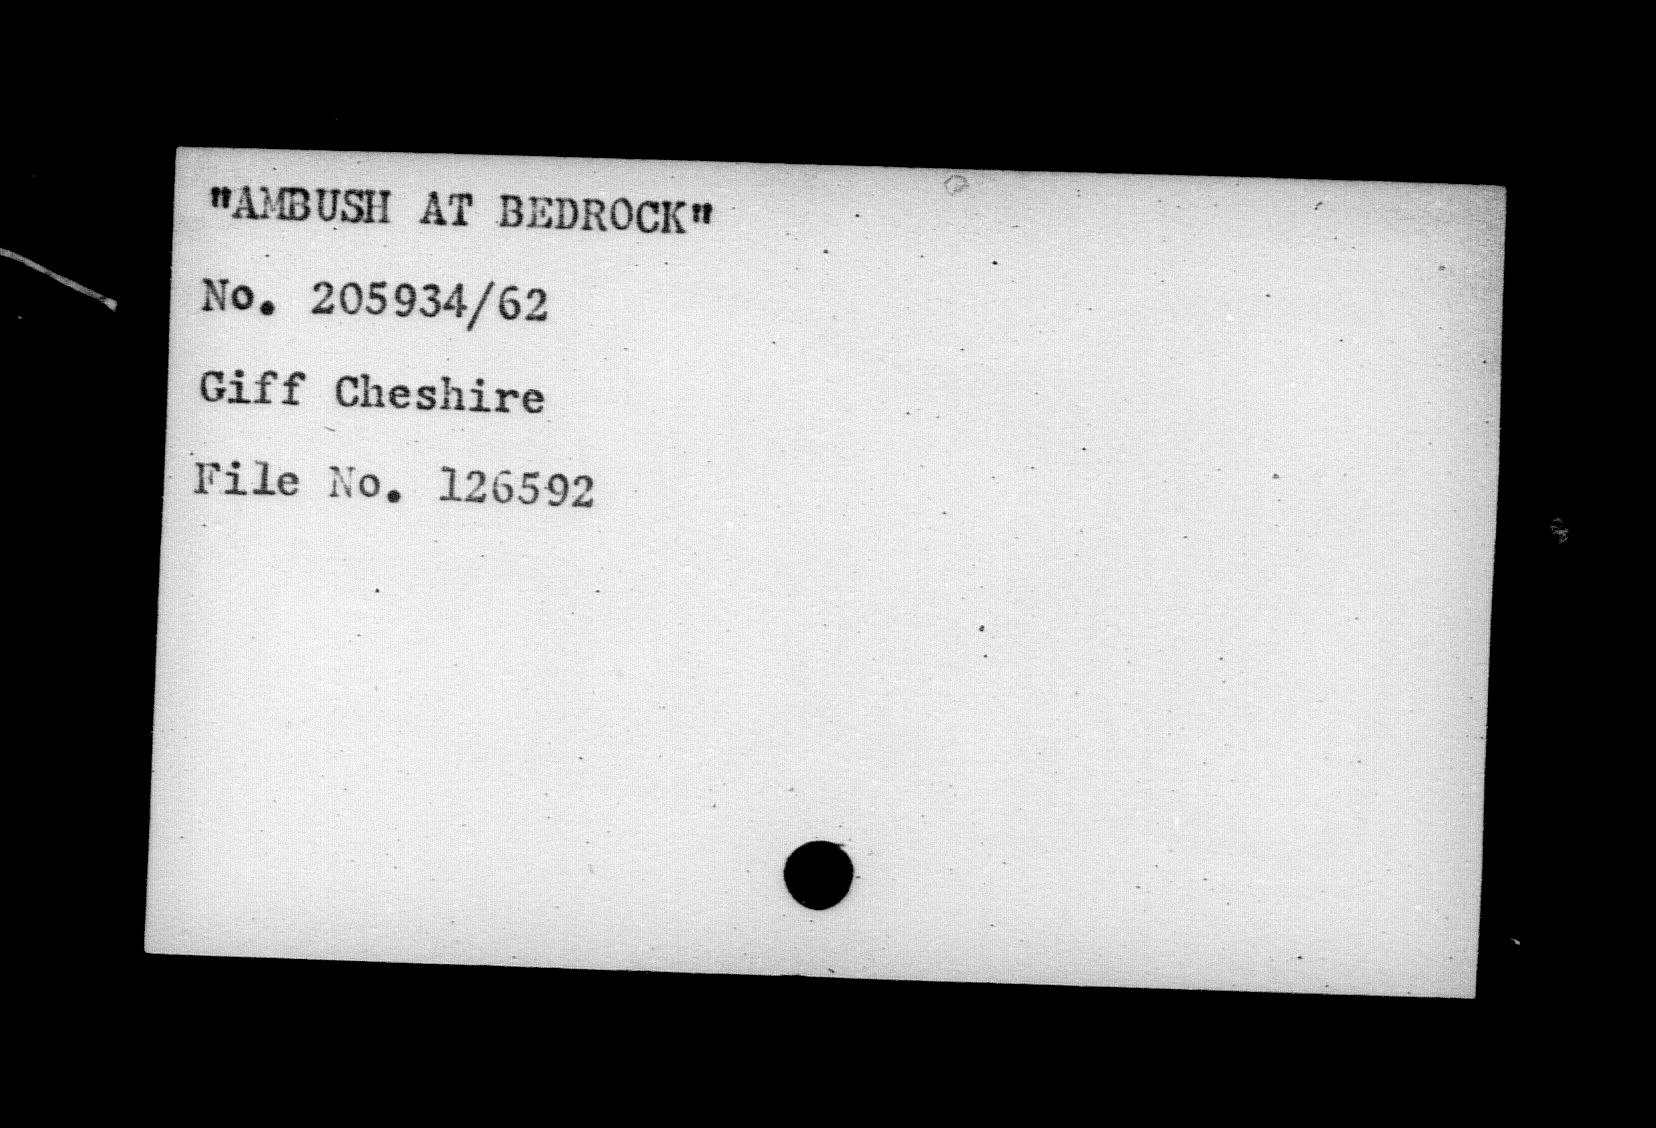 "AMBUSH AT BEDROCK"
No. 205934/62
Giff Cheshire
File No. 126592